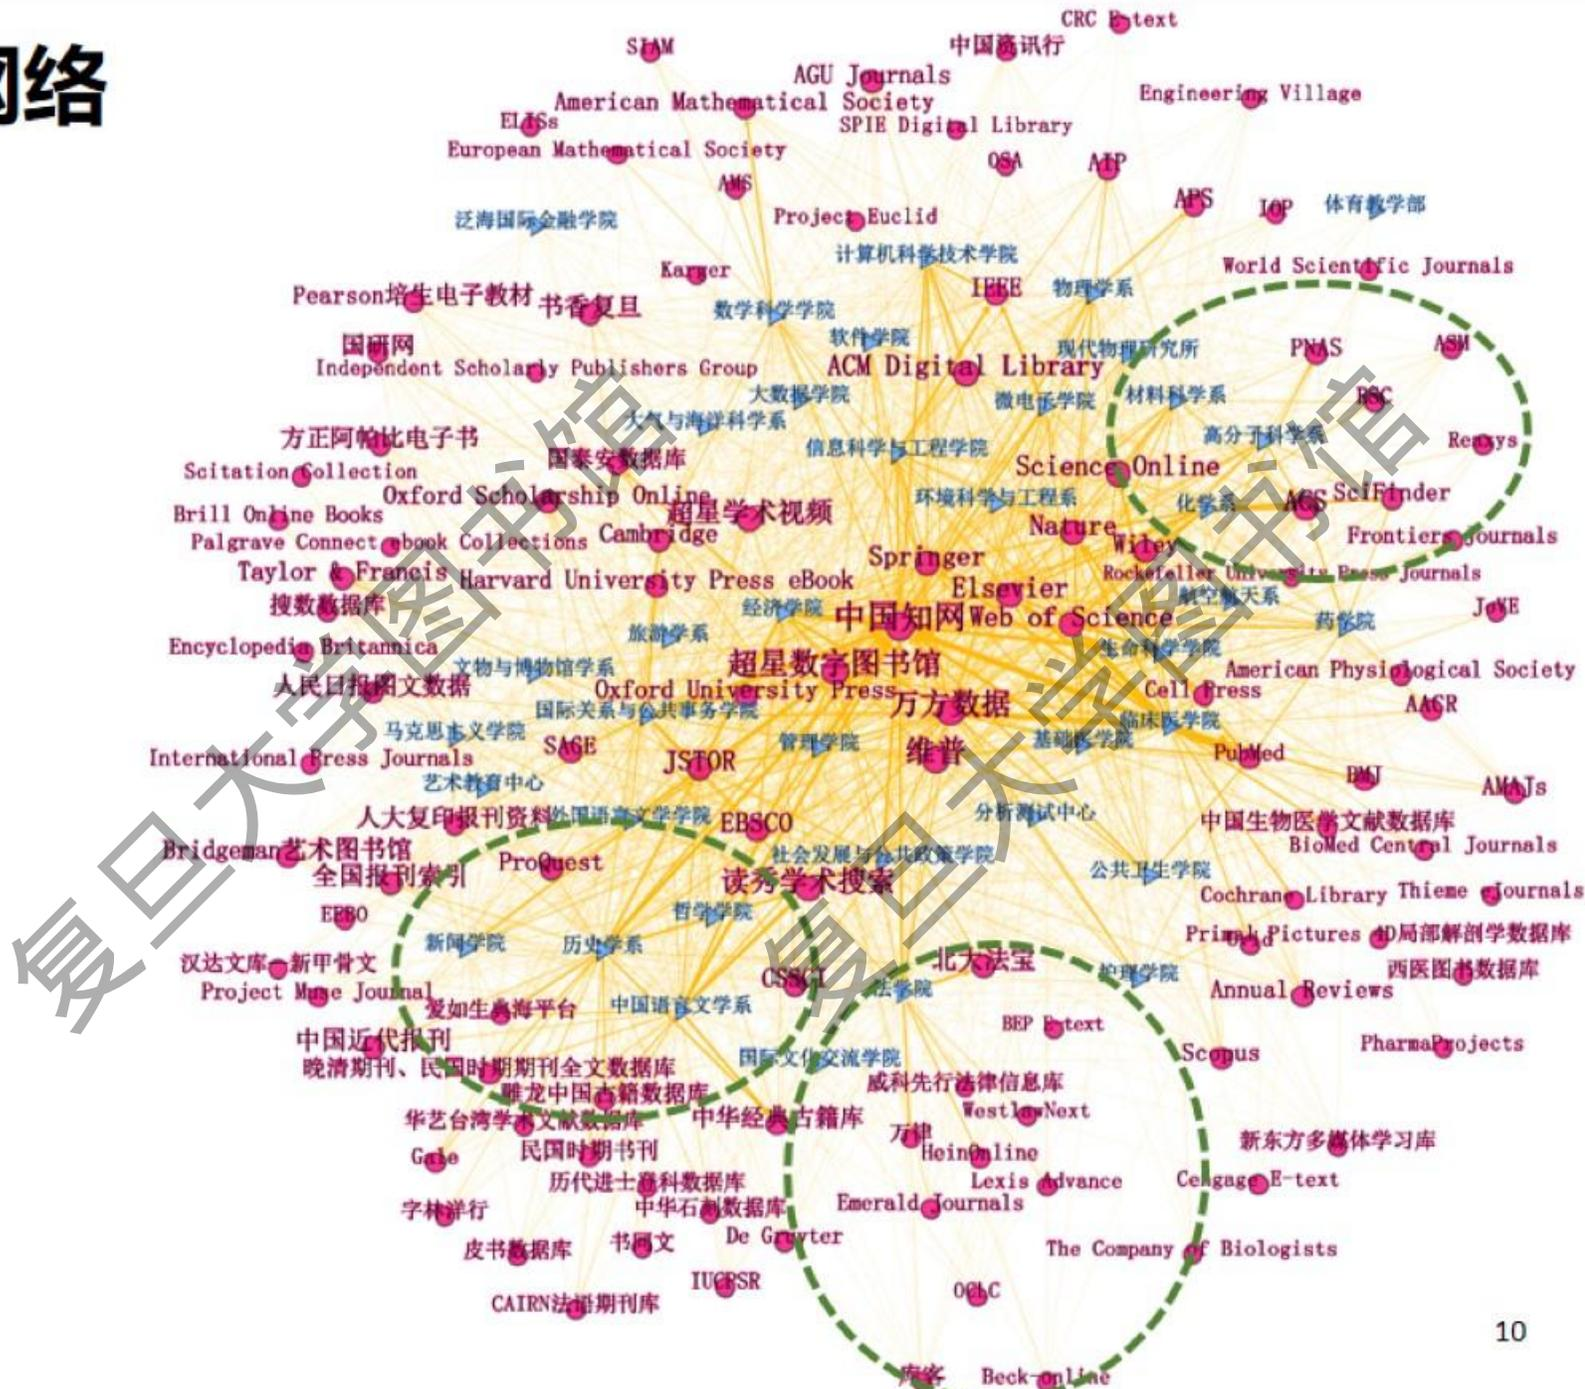 网络
CRC E-text
SIAM
中国资讯行
AGU Journals
Engineering Village
American Mathematical Society
ELISs
SPIE Digital Library
European Mathematical Society
OSA
AIP
AMS
APS
IOP
体育教学部
泛海国际金融学院
Project Euclid
计算机科学技术学院
World Scientific Journals
Karger
IEEE
物理学系
Pearson培生电子教材
书香复旦
数学科学学院
软件学院
国研网
现代物理研究所
PNAS
ASM
Independent Scholarly Publishers Group
ACM Digital Library
大数据学院
微电子学院
材料科学系
RSC
大气与海洋科学系
方正阿帕比电子书
高分子科学系
Reaxys
信息科学与工程学院
国泰安数据库
Scitation Collection
Science Online
Oxford Scholarship Online
环境科学与工程系
化学系
ACS
SciFinder
Brill Online Books
超星学术视频
Nature
Palgrave Connect ebook Collections
Cambridge
Wiley
Frontiers Journals
Springer
Taylor & Francis
Harvard University Press eBook
Elsevier
Rockefeller University Press Journals
搜数数据库
经济学院
航空航天系
JoVE
中国知网
Web of Science
药学院
旅游学系
Encyclopedia Britannica
生命科学学院
文物与博物馆学系
超星数字图书馆
American Physiological Society
人民日报图文数据
Oxford University Press
Cell Press
万方数据
AACR
国际关系与公共事务学院
临床医学院
马克思主义学院
基础医学院
SAGE
管理学院
维普
PubMed
International Press Journals
JSTOR
艺术教育中心
BMJ
AMAJs
人大复印报刊资料
外国语言文学学院
EBSCO
分析测试中心
中国生物医学文献数据库
Bridgeman艺术图书馆
BioMed Central Journals
社会发展与公共政策学院
ProQuest
全国报刊索引
读秀学术搜索
公共卫生学院
Cochrane Library
Thieme eJournals
EEBO
哲学学院
新闻学院
历史学系
Primal Pictures 4D局部解剖学数据库
Ovid
汉达文库—新甲骨文
北大法宝
护理学院
西医图书数据库
CSSCI
法学院
Project Muse Journal
Annual Reviews
爱如生典海平台
中国语言文学系
BEP E-text
中国近代报刊
国际文化交流学院
Scopus
PharmaProjects
晚清期刊、民国时期期刊全文数据库
威科先行法律信息库
雕龙中国古籍数据库
WestlawNext
华艺台湾学术文献数据库
中华经典古籍库
万律
新东方多媒体学习库
Gale
民国时期书刊
HeinOnline
历代进士登科数据库
Lexis Advance
Cengage E-text
字林洋行
中华石刻数据库
Emerald Journals
皮书数据库
书同文
De Gruyter
The Company of Biologists
IUCPSR
OCLC
CAIRN法语期刊库
库客
Beck-online
10
复旦大学图书馆
复旦大学图书馆